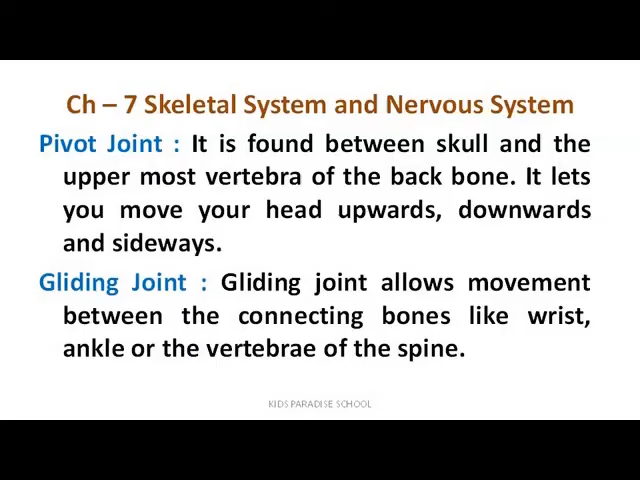 Ch – 7 Skeletal System and Nervous System
Pivot Joint : It is found between skull and the
upper most vertebra of the back bone. It lets
you move your head upwards, downwards
and sideways.
Gliding Joint : Gliding joint allows movement
between the connecting bones like wrist,
ankle or the vertebrae of the spine.
KIDS PARADISE SCHOOL